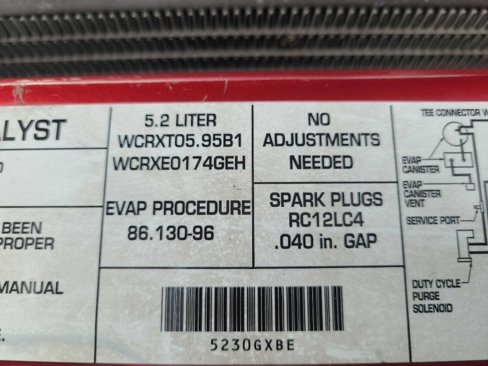 ALYST
BEEN
PROPER
MANUAL
E.
5.2 LITER
WCRXT05.95B1
WCRXE0174GEH
EVAP PROCEDURE
86.130-96
NO
ADJUSTMENTS
NEEDED
SPARK PLUGS
RC12LC4
.040 in. GAP
5230GXBE
TEE CONNECTOR W
EVAP
CANISTER
EVAP
CANISTER
VENT
SERVICE PORT
DUTY CYCLE
PURGE
SOLENOID